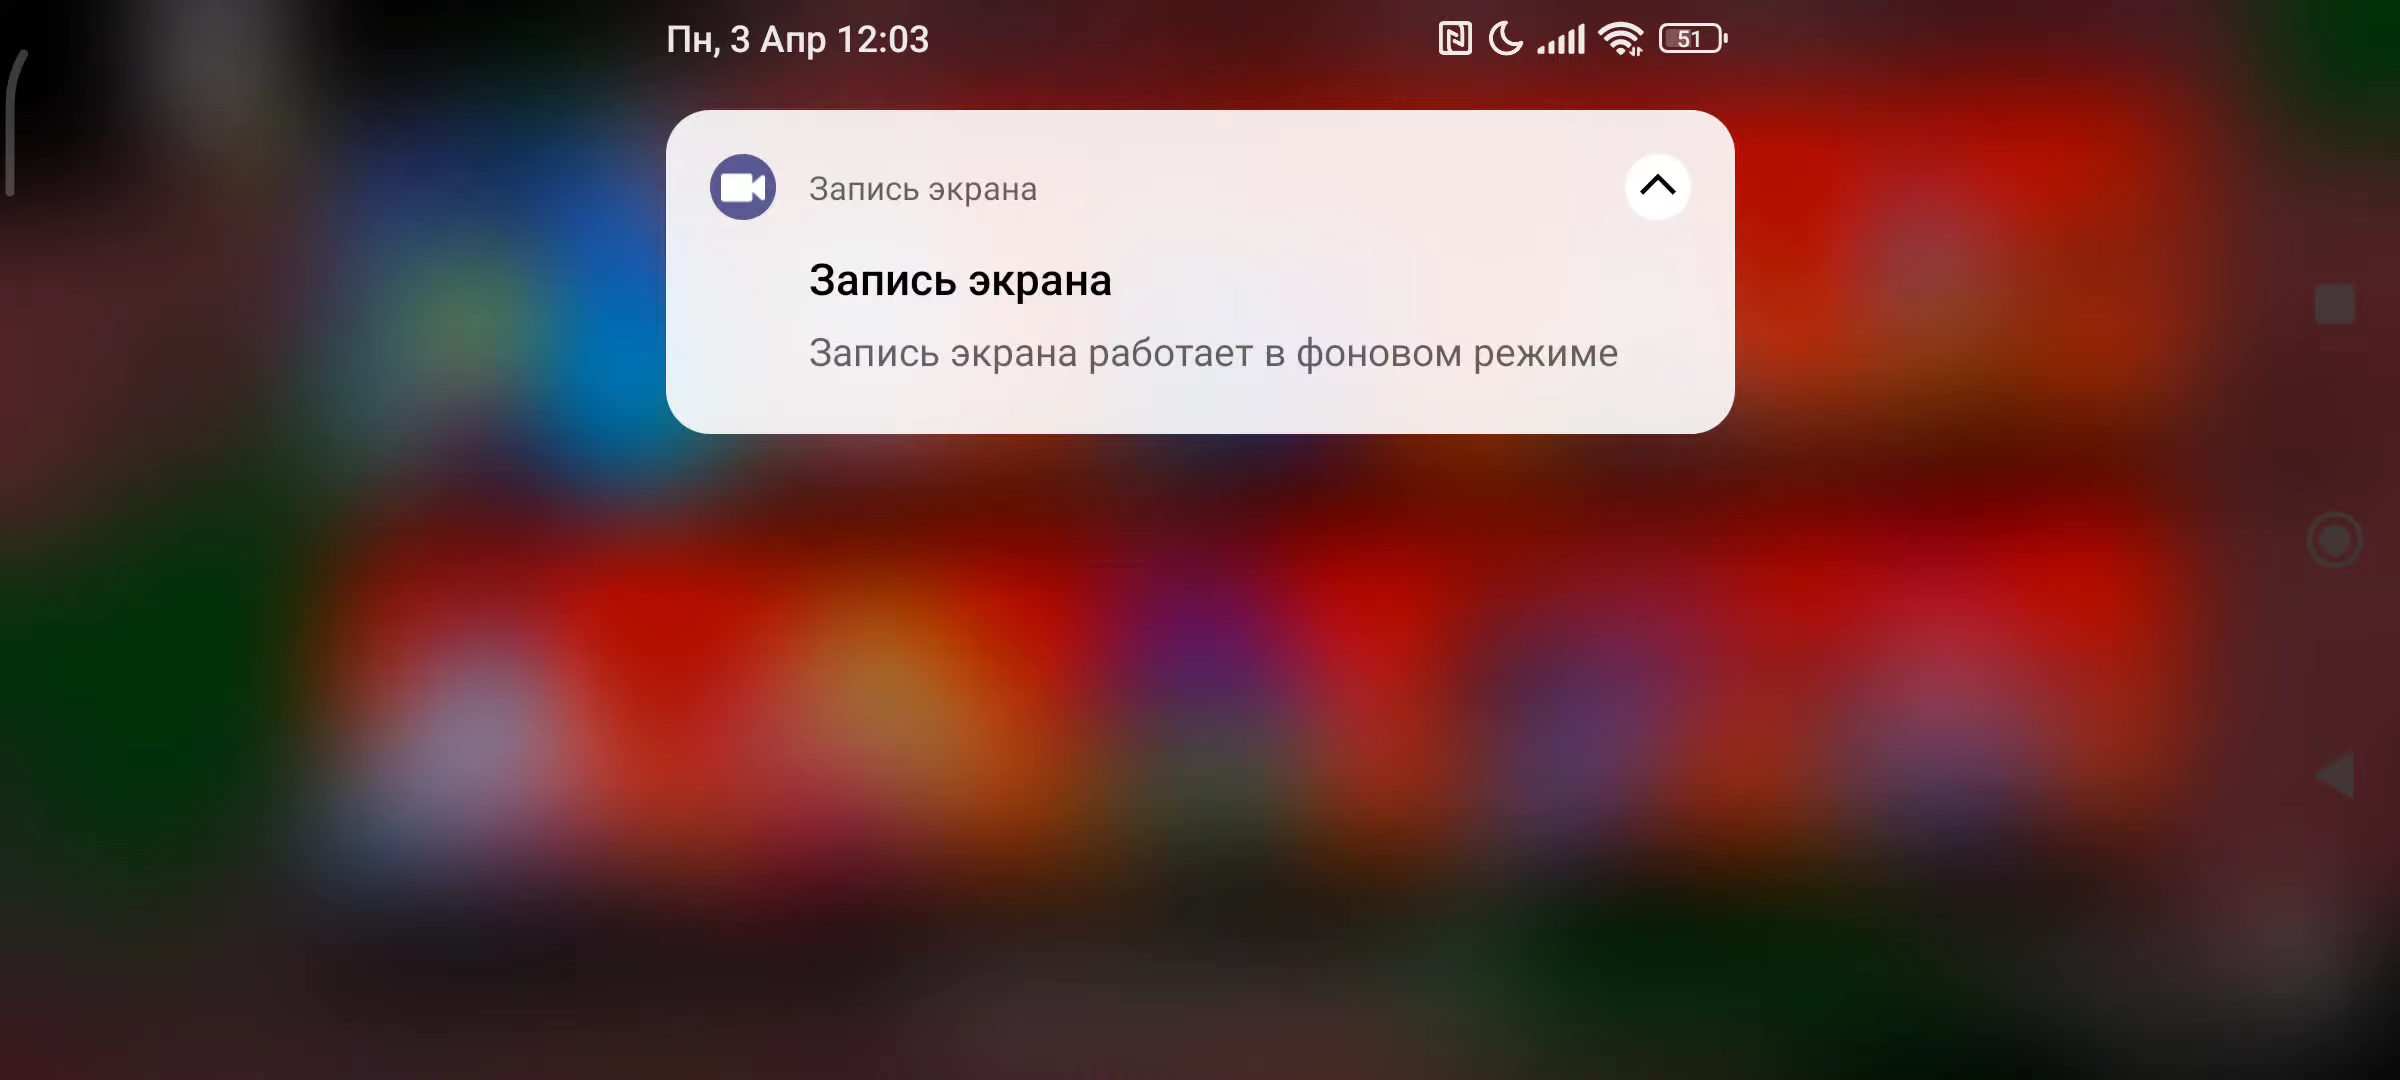 Пн, 3 Апр 12:03
51
Запись экрана
Запись экрана
Запись экрана работает в фоновом режиме